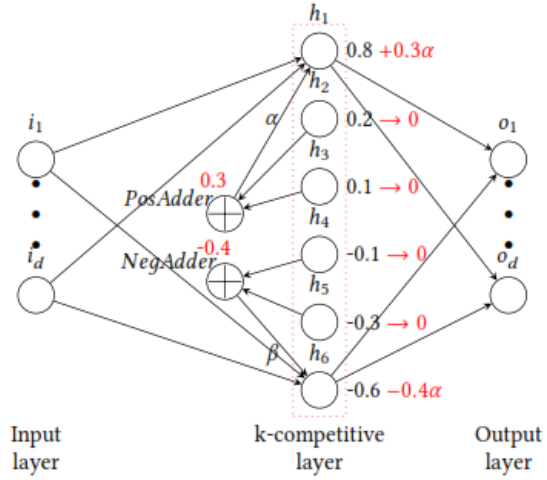 h₁
0.8 +0.3α
h₂
i₁
α
0.2 → 0
o₁
h₃
0.3
PosAdder
0.1 → 0
h₄
-0.4
i_d
NegAdder
-0.1 → 0
o_d
h₅
-0.3 → 0
β
h₆
-0.6 −0.4α
Input
layer
k-competitive
layer
Output
layer